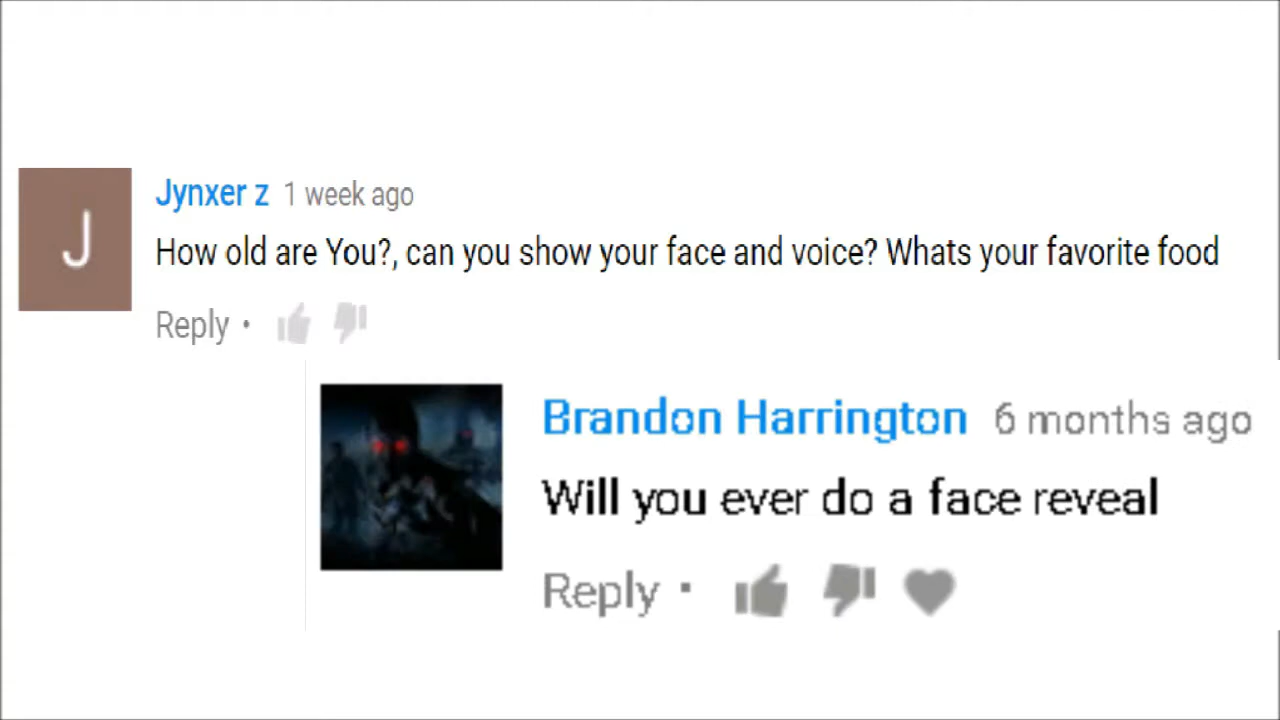 J
Jynxer z 1 week ago
How old are You?, can you show your face and voice? Whats your favorite food
Reply •
Brandon Harrington 6 months ago
Will you ever do a face reveal
Reply •